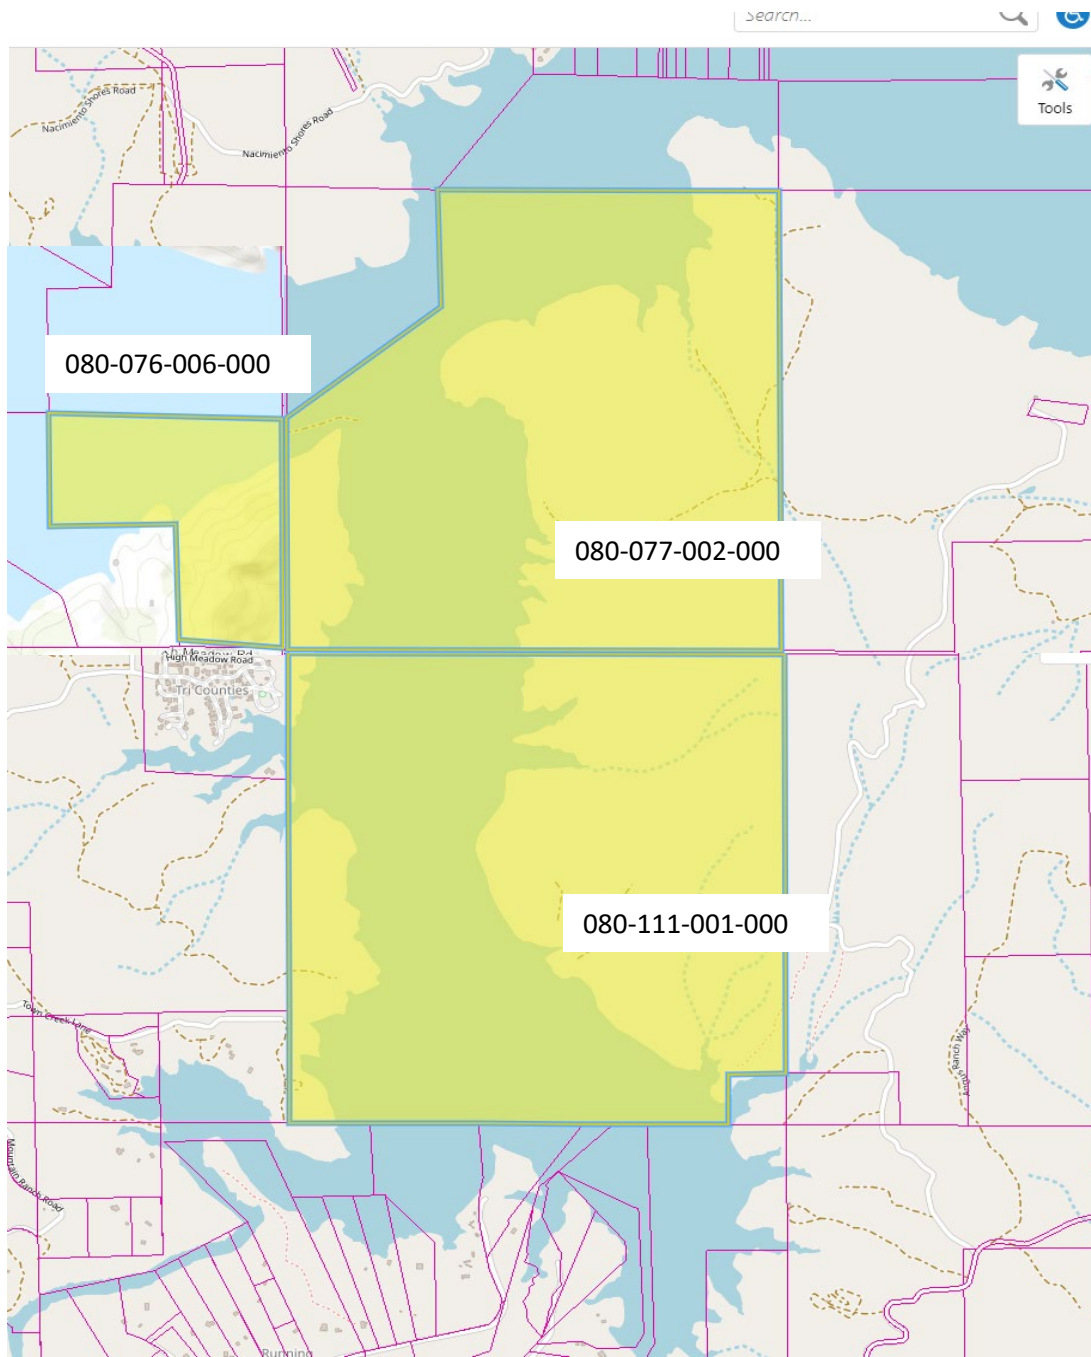 Search...
Tools
Nacimiento Shores Road
Nacimiento Shores Road
080-076-006-000
080-077-002-000
High Meadow Road
Tri Counties
080-111-001-000
Town Creek Lane
Angus Ranch Way
Mountain Ranch Road
Running